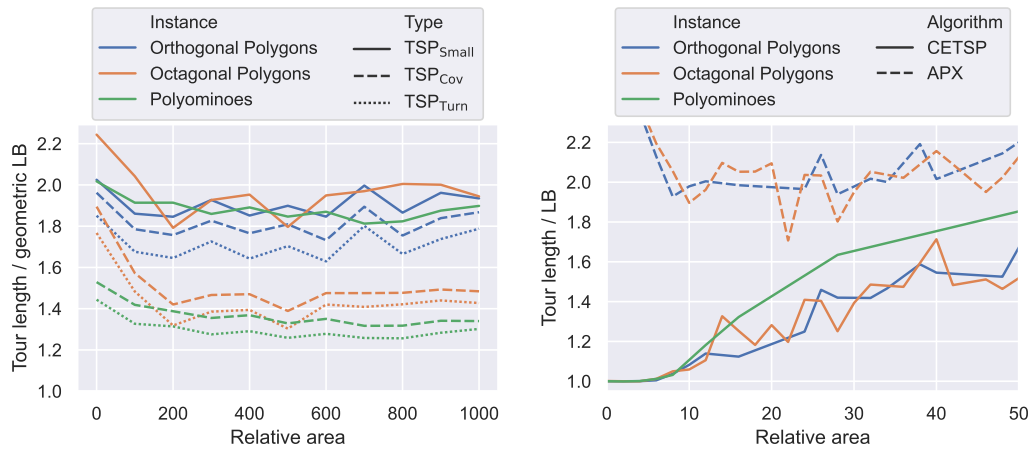 Instance Type
Orthogonal Polygons TSP_Small
Octagonal Polygons TSP_Cov
Polyominoes TSP_Turn
Tour length / geometric LB
2.2
2.0
1.8
1.6
1.4
1.2
1.0
0 200 400 600 800 1000
Relative area
Instance Algorithm
Orthogonal Polygons CETSP
Octagonal Polygons APX
Polyominoes
Tour length / LB
2.2
2.0
1.8
1.6
1.4
1.2
1.0
0 10 20 30 40 50
Relative area